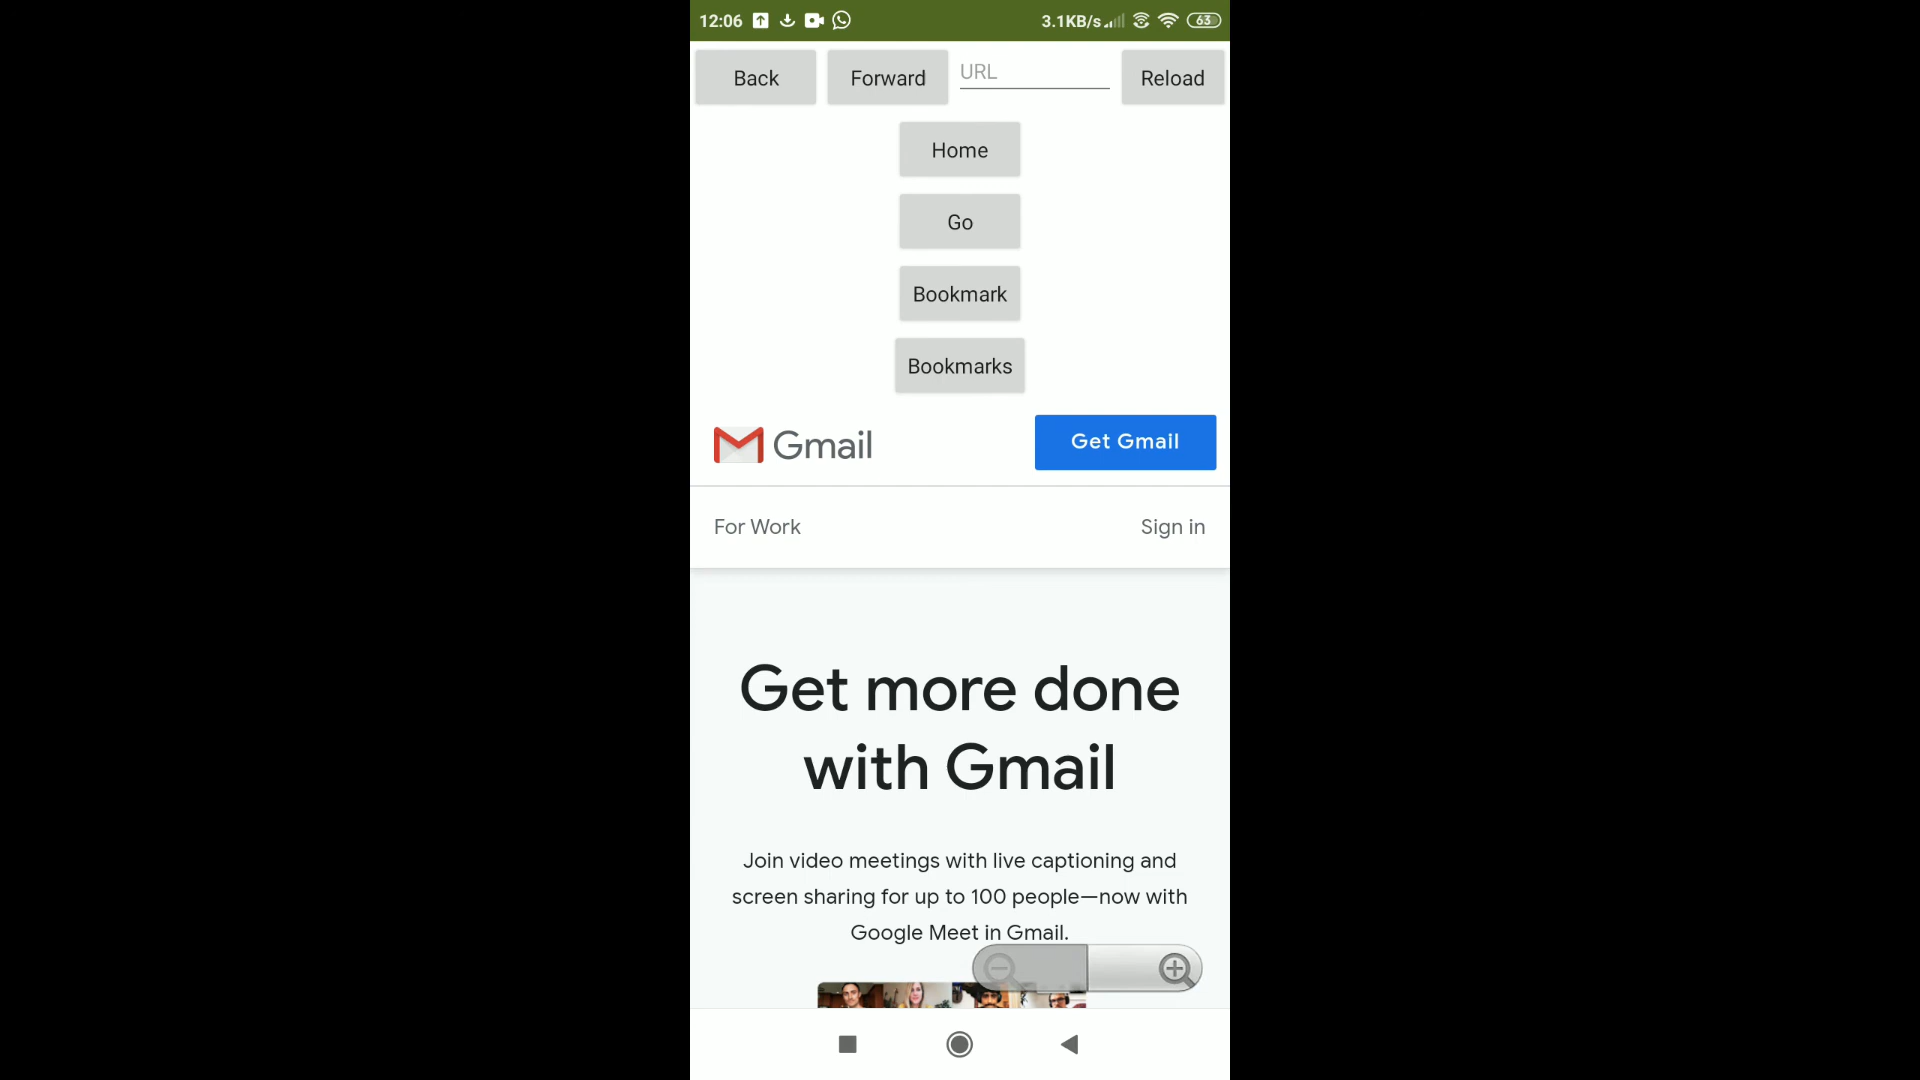 12:06 3.1KB/s 63
Back Forward URL Reload
Home
Go
Bookmark
Bookmarks
Gmail Get Gmail
For Work Sign in
Get more done
with Gmail
Join video meetings with live captioning and
screen sharing for up to 100 people—now with
Google Meet in Gmail.